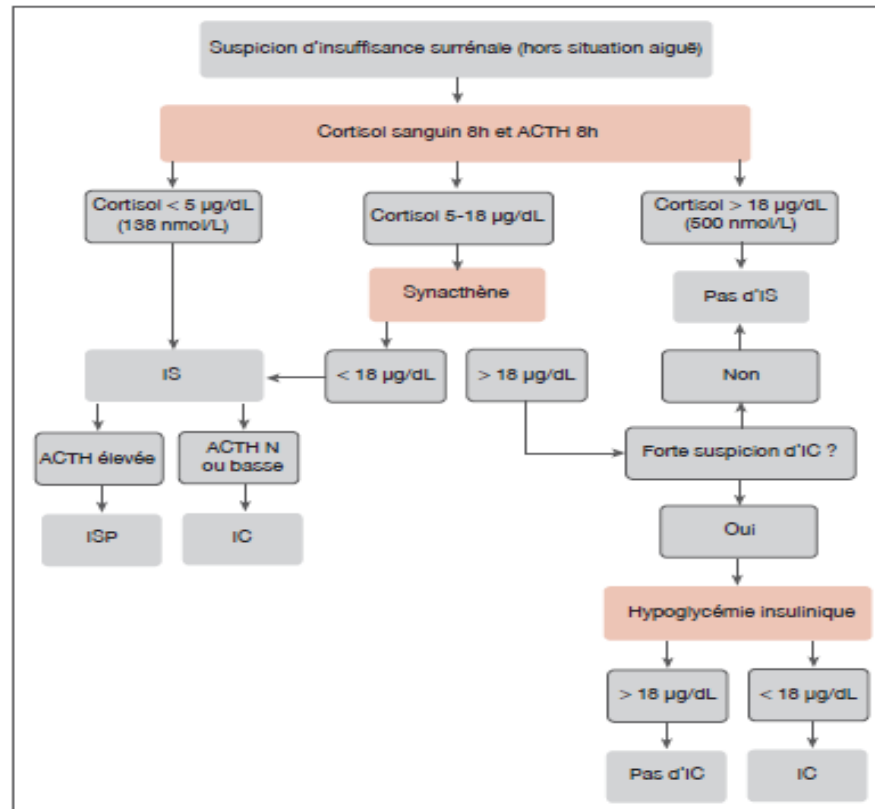 Suspicion d'insuffisance surrénale (hors situation aiguë)
Cortisol sanguin 8h et ACTH 8h
Cortisol < 5 µg/dL
(138 nmol/L)
Cortisol 5-18 µg/dL
Cortisol > 18 µg/dL
(500 nmol/L)
Synacthène
Pas d'IS
IS
< 18 µg/dL
> 18 µg/dL
Non
ACTH élevée
ACTH N
ou basse
Forte suspicion d'IC ?
ISP
IC
Oui
Hypoglycémie insulinique
> 18 µg/dL
< 18 µg/dL
Pas d'IC
IC